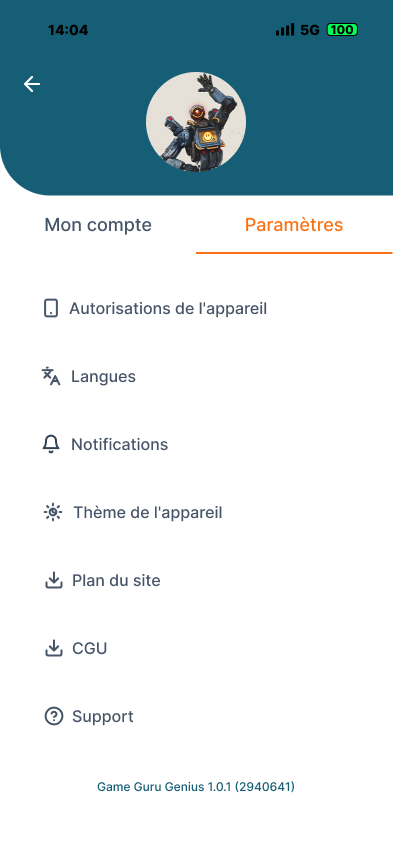 14:04
5G 100
Mon compte
Paramètres
Autorisations de l'appareil
Langues
Notifications
Thème de l'appareil
Plan du site
CGU
Support
Game Guru Genius 1.0.1 (2940641)